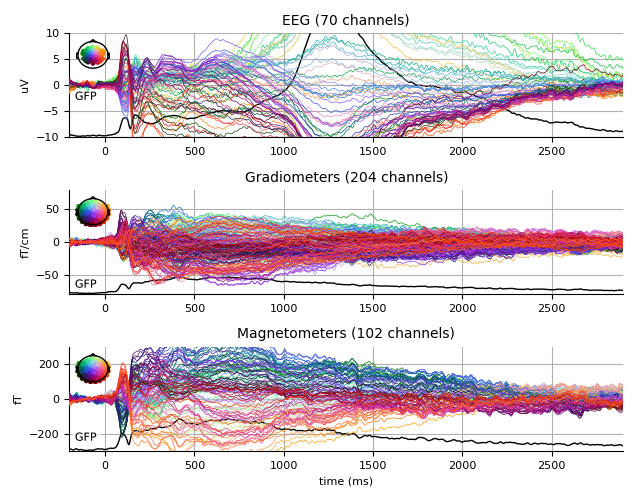 EEG (70 channels)
10
5
0
−5
−10
uV
GFP
0 500 1000 1500 2000 2500
Gradiometers (204 channels)
50
0
−50
fT/cm
GFP
0 500 1000 1500 2000 2500
Magnetometers (102 channels)
200
0
−200
fT
GFP
0 500 1000 1500 2000 2500
time (ms)